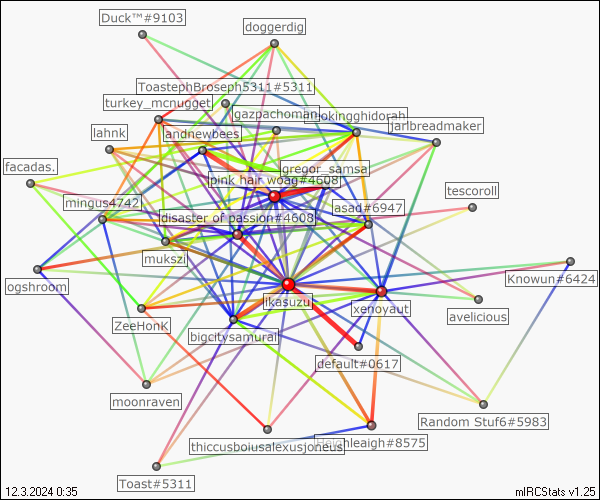 Duck™#9103
doggerdig
ToastephBroseph5311#5311
turkey_mcnugget
gazpachoman
jokingghidorah
jarlbreadmaker
lahnk
andnewbees
facadas.
gregor_samsa
pink hair woag#4608
tescoroll
mingus4742
asad#6947
disaster of passion#4608
mukszi
ogshroom
Knowun#6424
ikasuzu
xenoyaut
avelicious
ZeeHonK
bigcitysamurai
default#0617
moonraven
Random Stuf6#5983
thiccusboiusalexusjoneus
leighleaigh#8575
Toast#5311
12.3.2024 0:35
mIRCStats v1.25